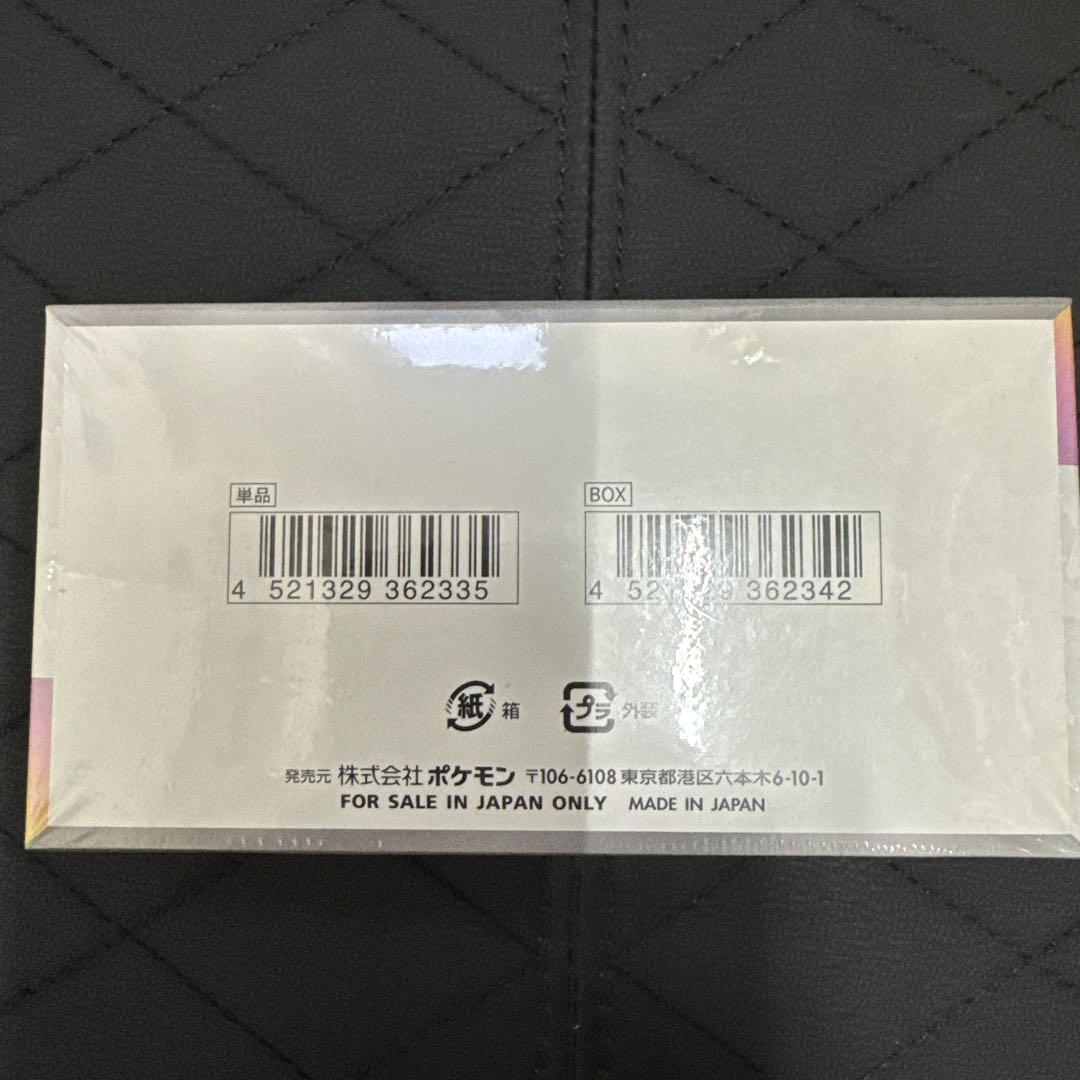 単品
BOX
4 521329 362335
4 521329 362342
紙 箱
プラ 外装
発売元 株式会社 ポケモン 〒106-6108 東京都港区六本木6-10-1
FOR SALE IN JAPAN ONLY MADE IN JAPAN